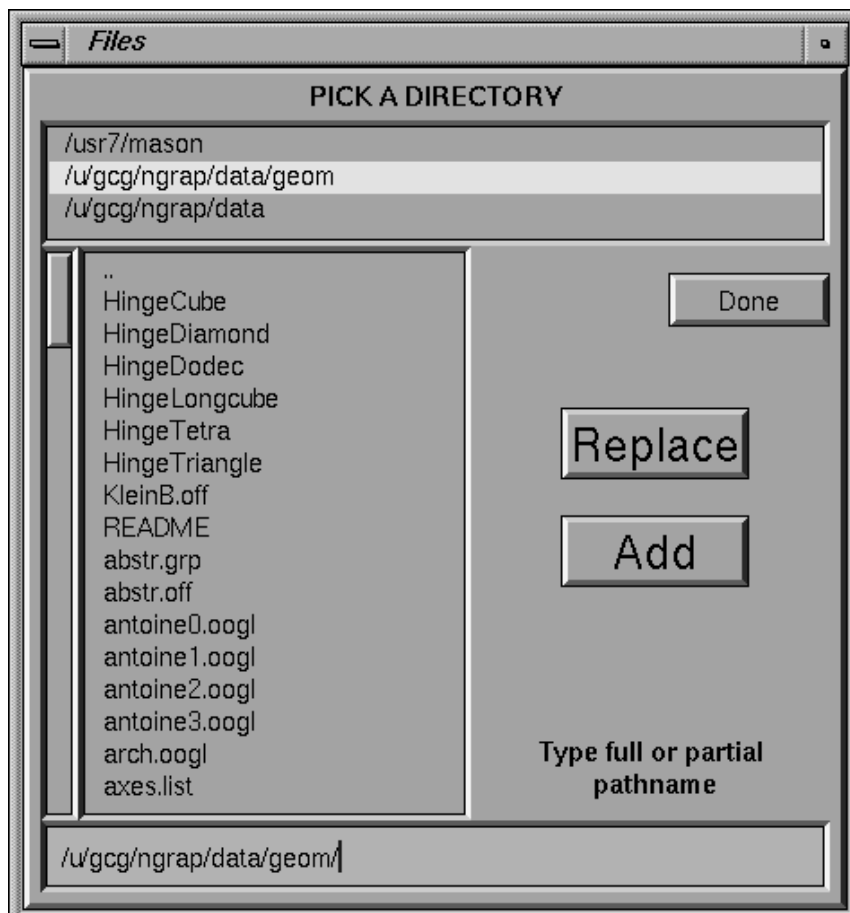 Files
PICK A DIRECTORY
/usr7/mason
/u/gcg/ngrap/data/geom
/u/gcg/ngrap/data
..
HingeCube
HingeDiamond
HingeDodec
HingeLongcube
HingeTetra
HingeTriangle
KleinB.off
README
abstr.grp
abstr.off
antoine0.oogl
antoine1.oogl
antoine2.oogl
antoine3.oogl
arch.oogl
axes.list
Done
Replace
Add
Type full or partial
pathname
/u/gcg/ngrap/data/geom/